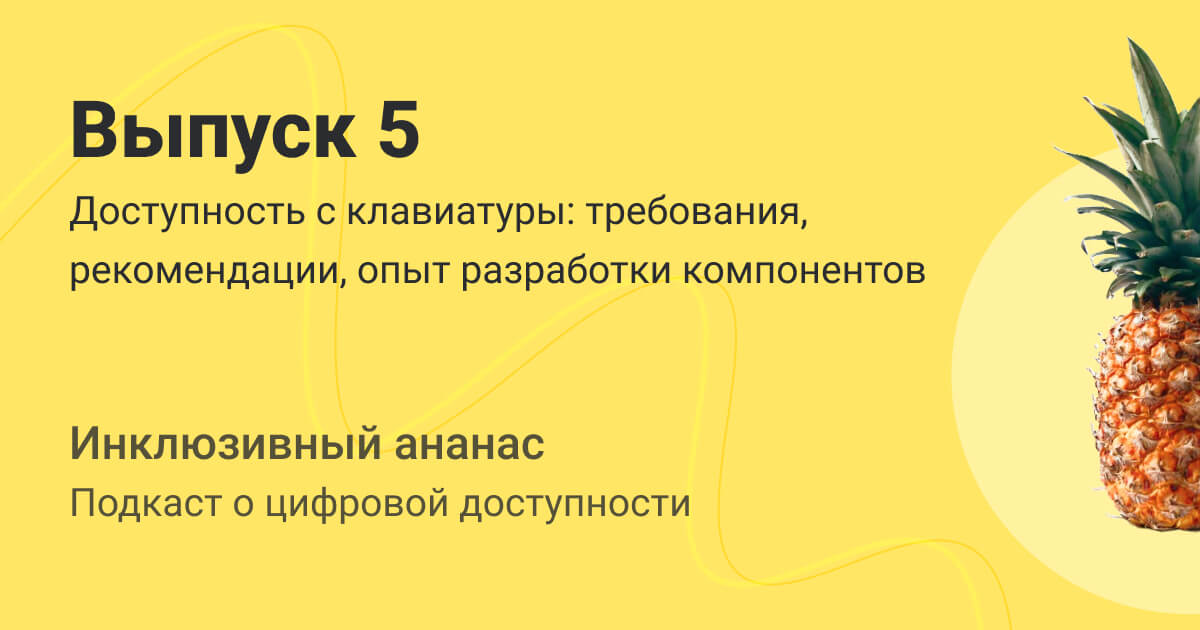 Выпуск 5
Доступность с клавиатуры: требования,
рекомендации, опыт разработки компонентов
Инклюзивный ананас
Подкаст о цифровой доступности